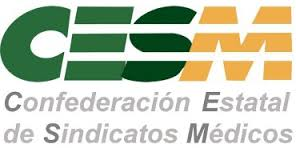 CESM
Confederación Estatal
de Sindicatos Médicos